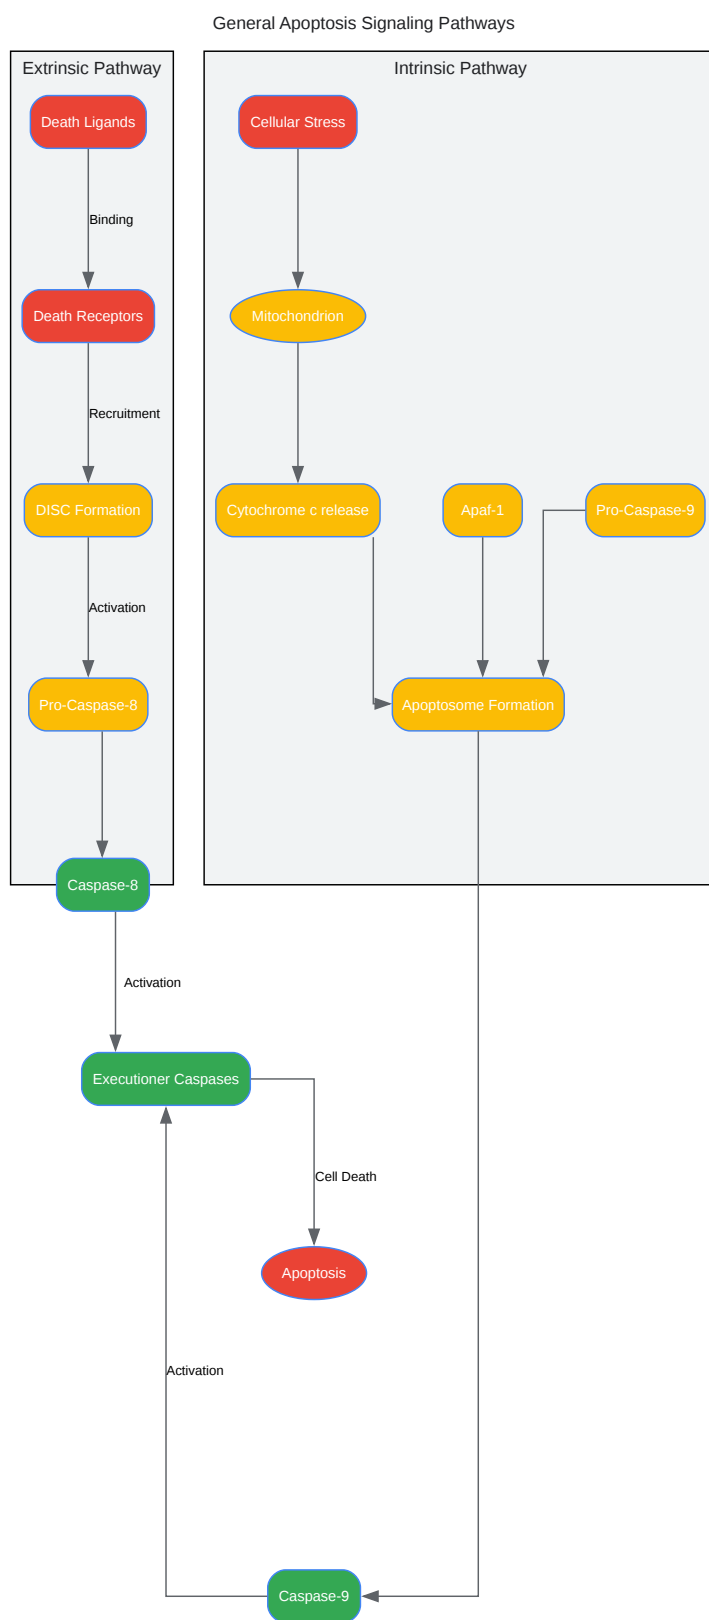 General Apoptosis Signaling Pathways
Extrinsic Pathway
Intrinsic Pathway
Death Ligands
Cellular Stress
Binding
Death Receptors
Mitochondrion
Recruitment
DISC Formation
Cytochrome c release
Apaf-1
Pro-Caspase-9
Activation
Pro-Caspase-8
Apoptosome Formation
Caspase-8
Activation
Executioner Caspases
Cell Death
Apoptosis
Activation
Caspase-9